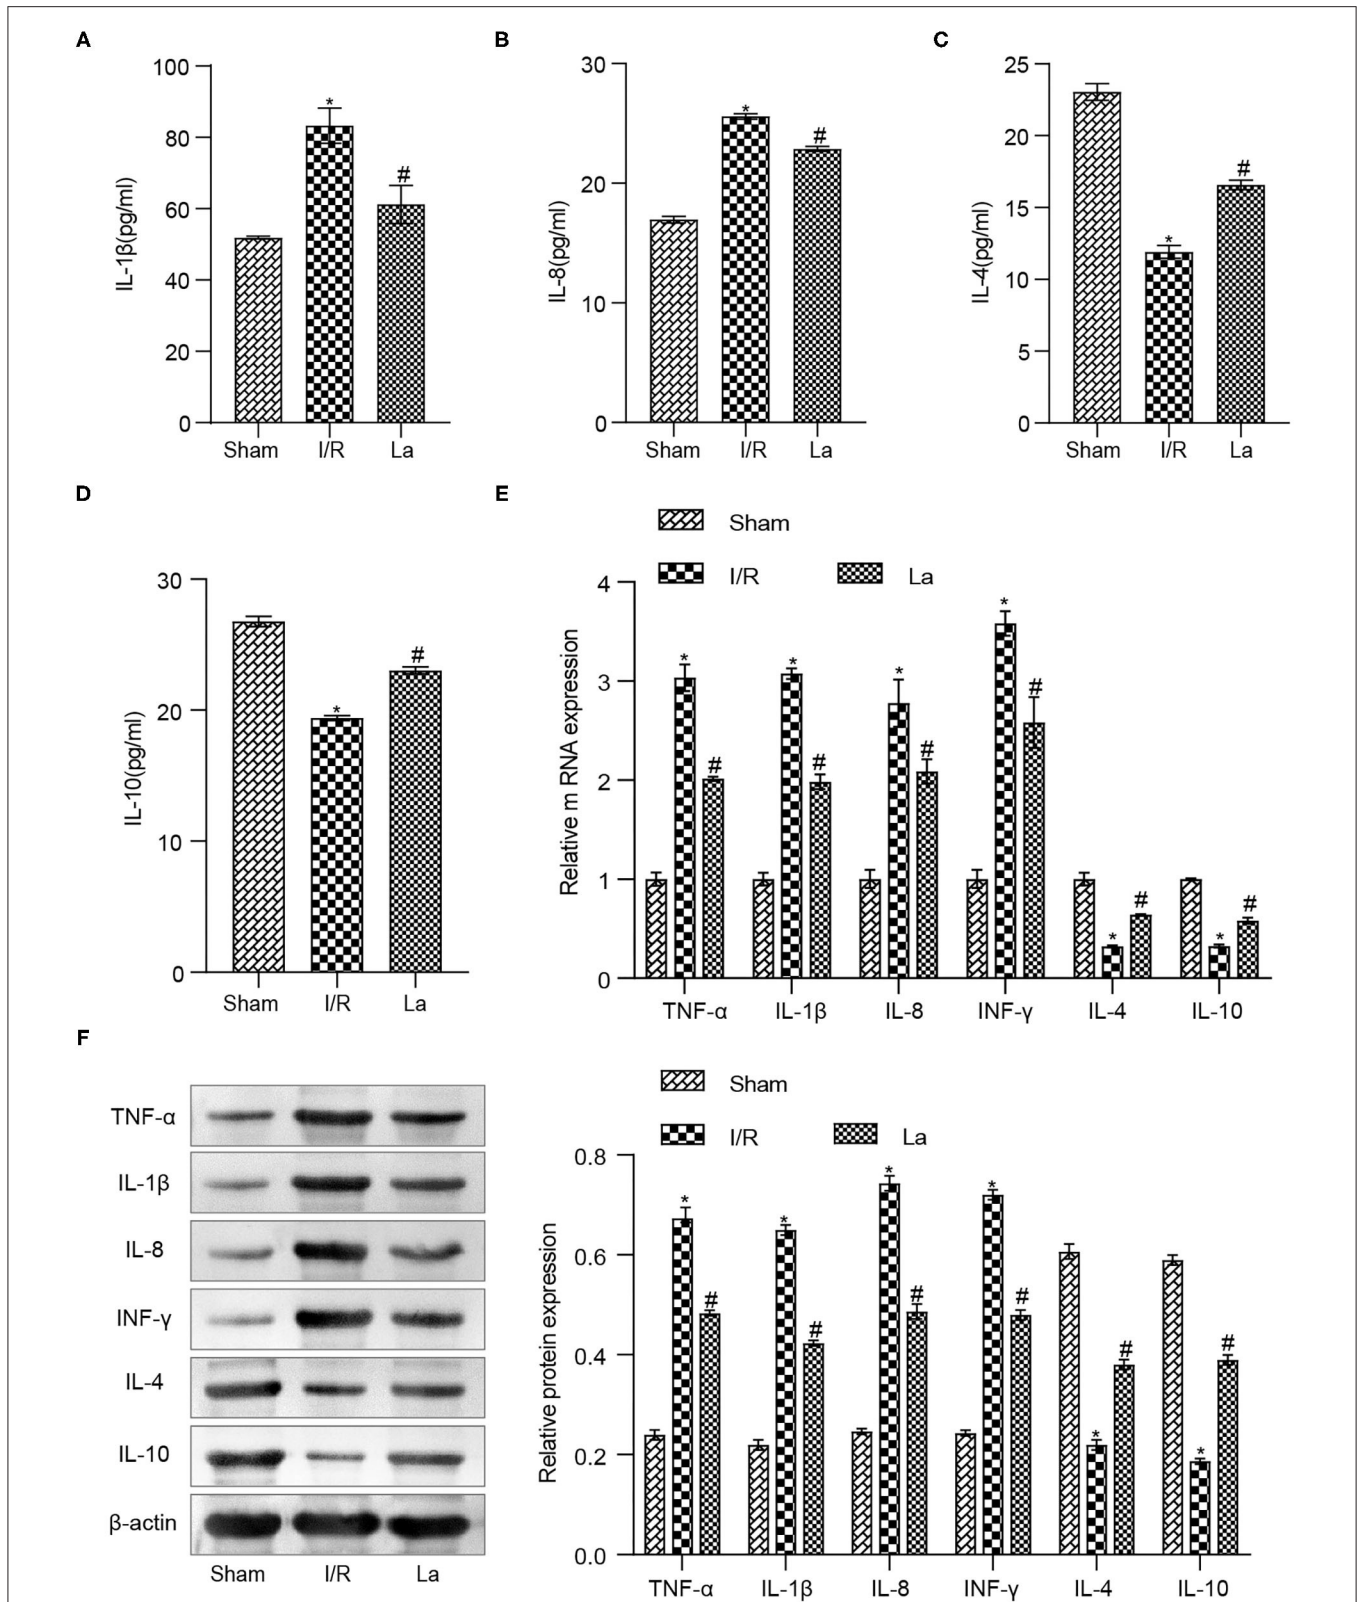 A
100
80
60
40
20
0
IL-1β(pg/ml)
*
#
Sham I/R La
B
30
20
10
0
IL-8(pg/ml)
*
#
Sham I/R La
C
25
20
15
10
5
0
IL-4(pg/ml)
*
#
Sham I/R La
D
30
20
10
0
IL-10(pg/ml)
*
#
Sham I/R La
E
Sham
I/R La
4
3
2
1
0
Relative m RNA expression
* # * # * # * # * # * #
TNF-α IL-1β IL-8 INF-γ IL-4 IL-10
F
TNF-α
IL-1β
IL-8
INF-γ
IL-4
IL-10
β-actin
Sham I/R La
Sham
I/R La
0.8
0.6
0.4
0.2
0.0
Relative protein expression
* # * # * # * # * # * #
TNF-α IL-1β IL-8 INF-γ IL-4 IL-10